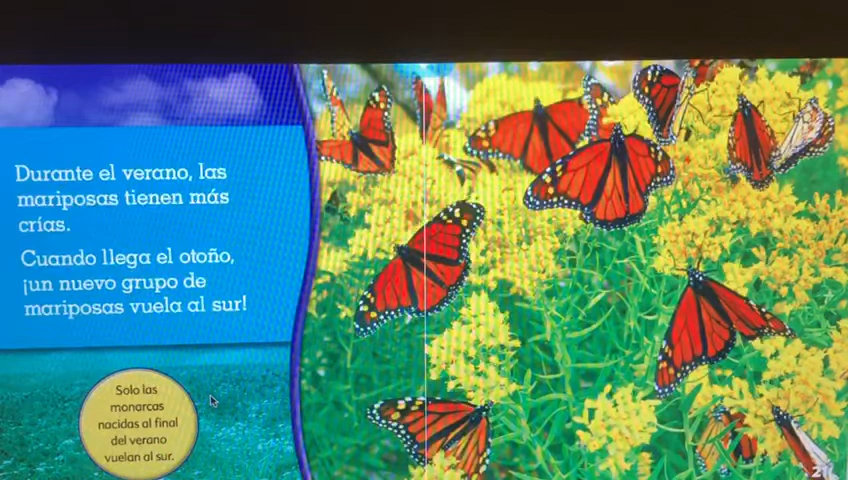 Durante el verano, las
mariposas tienen más
crías.
Cuando llega el otoño,
¡un nuevo grupo de
mariposas vuela al sur!
Solo las
monarcas
nacidas al final
del verano
vuelan al sur.